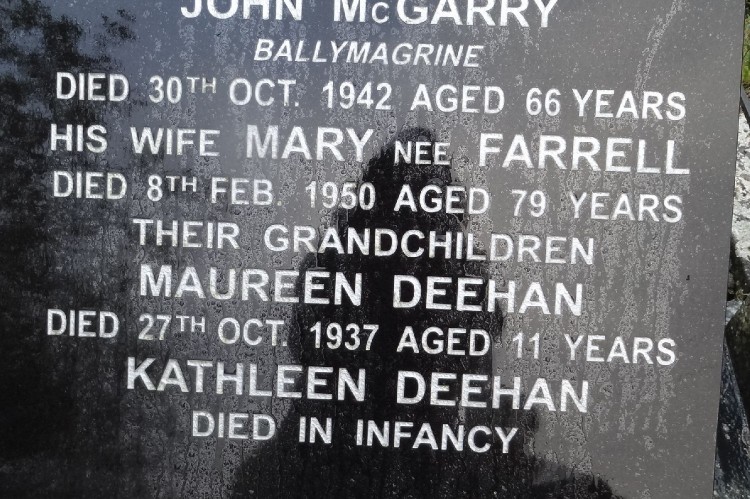 JOHN McGARRY
BALLYMAGRINE
DIED 30TH OCT. 1942 AGED 66 YEARS
HIS WIFE MARY NEE FARRELL
DIED 8TH FEB. 1950 AGED 79 YEARS
THEIR GRANDCHILDREN
MAUREEN DEEHAN
DIED 27TH OCT. 1937 AGED 11 YEARS
KATHLEEN DEEHAN
DIED IN INFANCY